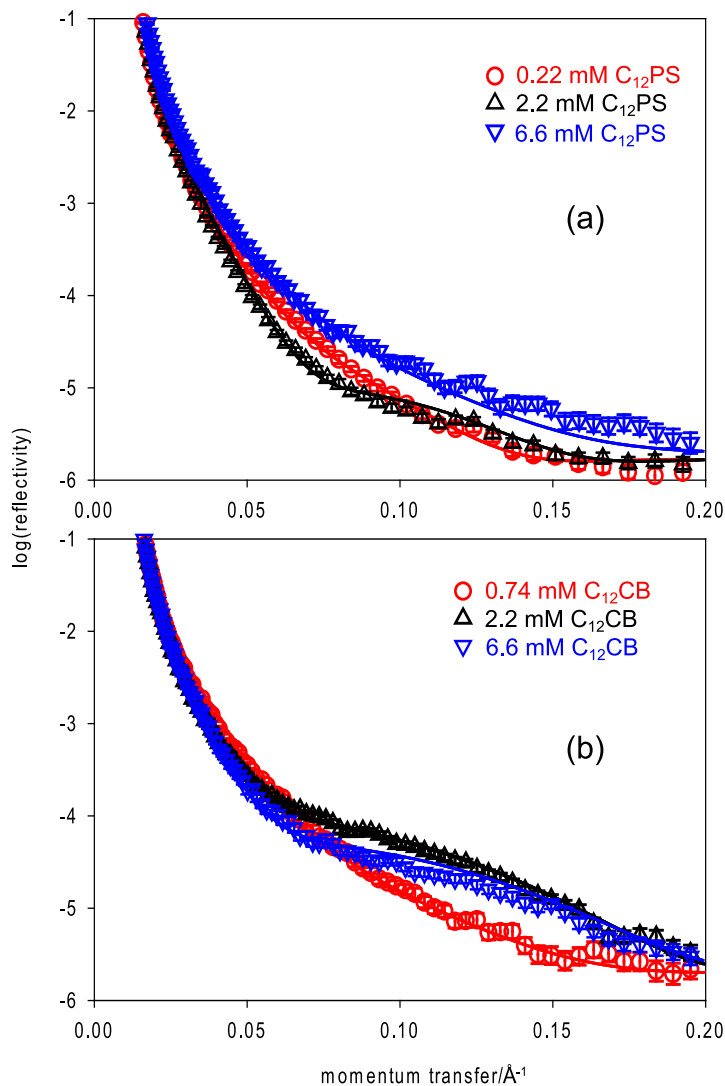 -1
0.22 mM C₁₂PS
2.2 mM C₁₂PS
6.6 mM C₁₂PS
-2
(a)
-3
-4
-5
-6
0.00 0.05 0.10 0.15 0.20
log(reflectivity)
-1
0.74 mM C₁₂CB
2.2 mM C₁₂CB
6.6 mM C₁₂CB
-2
-3
(b)
-4
-5
-6
0.00 0.05 0.10 0.15 0.20
momentum transfer/Å⁻¹